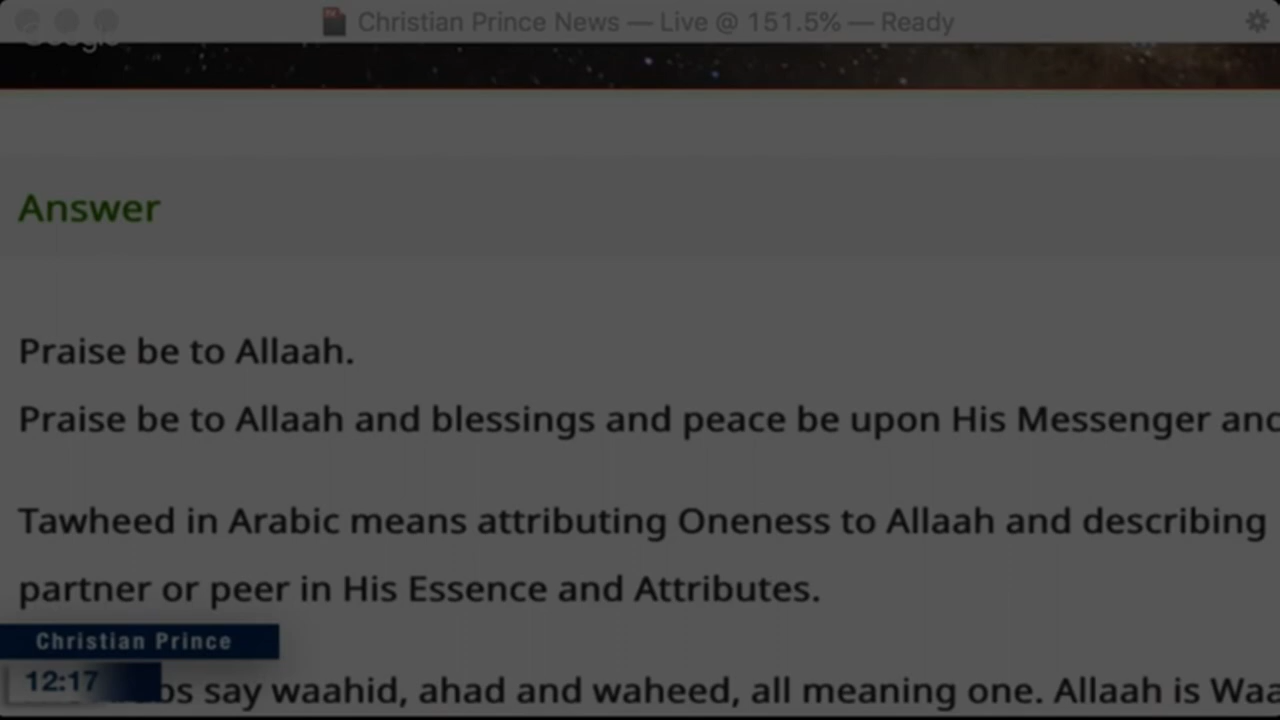 Christian Prince News — Live @ 151.5% — Ready
Google
Answer
Praise be to Allaah.
Praise be to Allaah and blessings and peace be upon His Messenger and
Tawheed in Arabic means attributing Oneness to Allaah and describing
partner or peer in His Essence and Attributes.
Christian Prince
12:17
say waahid, ahad and waheed, all meaning one. Allaah is